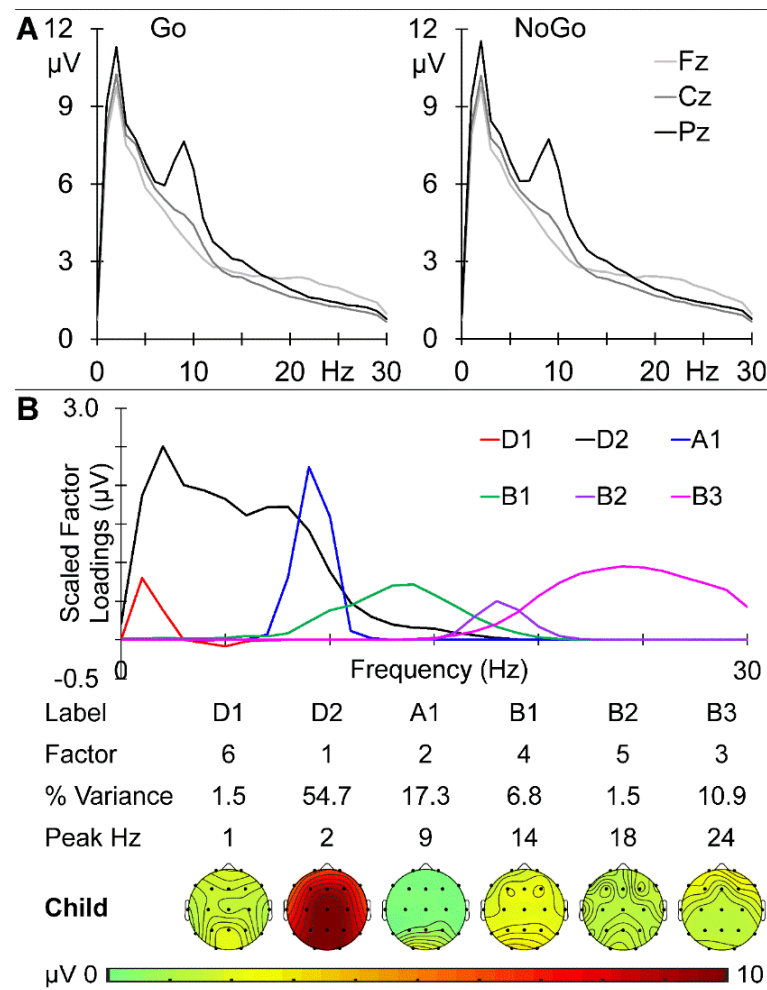 A Go NoGo
12 12
µV µV
Fz
Cz
Pz
9 9
6 6
3 3
0 0
0 10 20 Hz 30 0 10 20 Hz 30
B
3.0
D1 D2 A1
B1 B2 B3
Scaled Factor
Loadings (µV)
-0.5
0 Frequency (Hz) 30
Label D1 D2 A1 B1 B2 B3
Factor 6 1 2 4 5 3
% Variance 1.5 54.7 17.3 6.8 1.5 10.9
Peak Hz 1 2 9 14 18 24
Child
µV 0 10